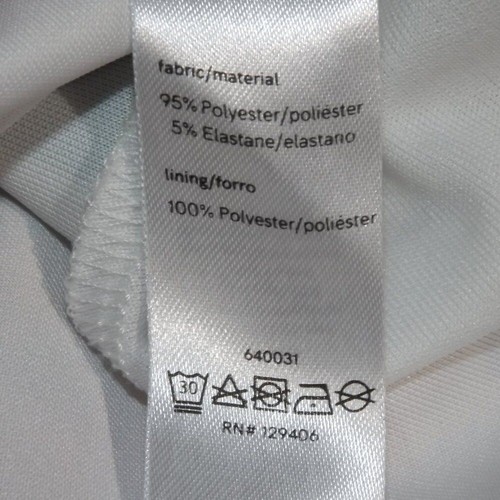 fabric/material
95% Polyester/poliéster
5% Elastane/elastano
lining/forro
100% Polyester/poliéster
640031
30
RN# 129406